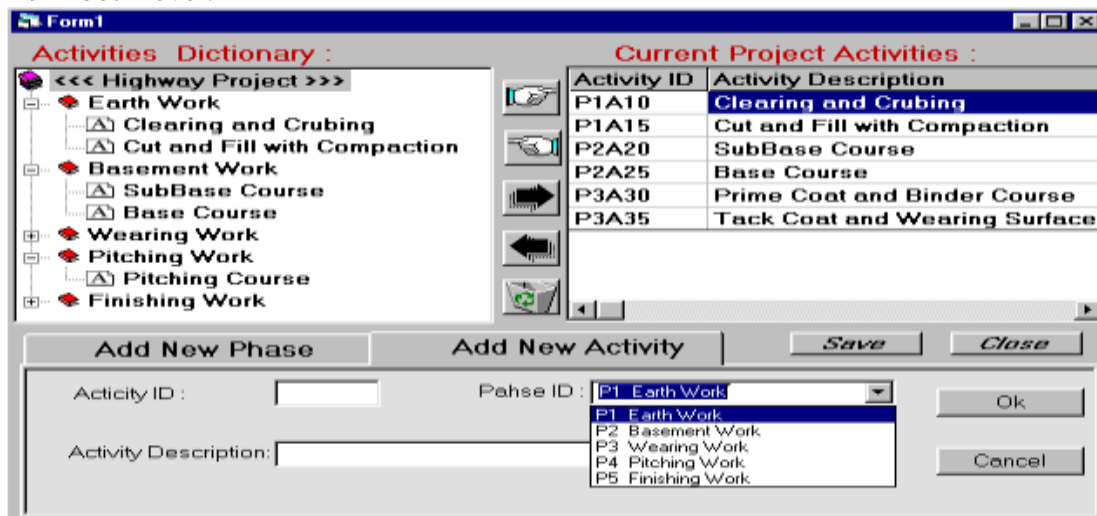 Form1
Activities Dictionary :
<<< Highway Project >>>
Earth Work
Clearing and Crubing
Cut and Fill with Compaction
Basement Work
SubBase Course
Base Course
Wearing Work
Pitching Work
Pitching Course
Finishing Work
Current Project Activities :
Activity ID Activity Description
P1A10 Clearing and Crubing
P1A15 Cut and Fill with Compaction
P2A20 SubBase Course
P2A25 Base Course
P3A30 Prime Coat and Binder Course
P3A35 Tack Coat and Wearing Surface
Add New Phase Add New Activity Save Close
Acticity ID : Pahse ID : P1 Earth Work Ok
P1 Earth Work
P2 Basement Work
P3 Wearing Work
P4 Pitching Work
P5 Finishing Work
Activity Description: Cancel